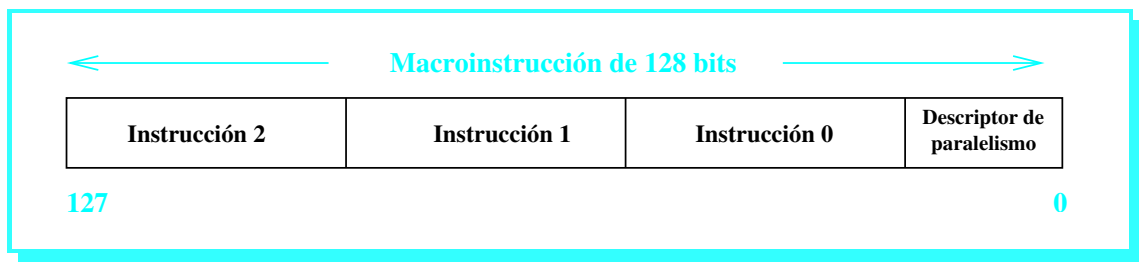 Macroinstrucción de 128 bits
Instrucción 2
Instrucción 1
Instrucción 0
Descriptor de
paralelismo
127
0